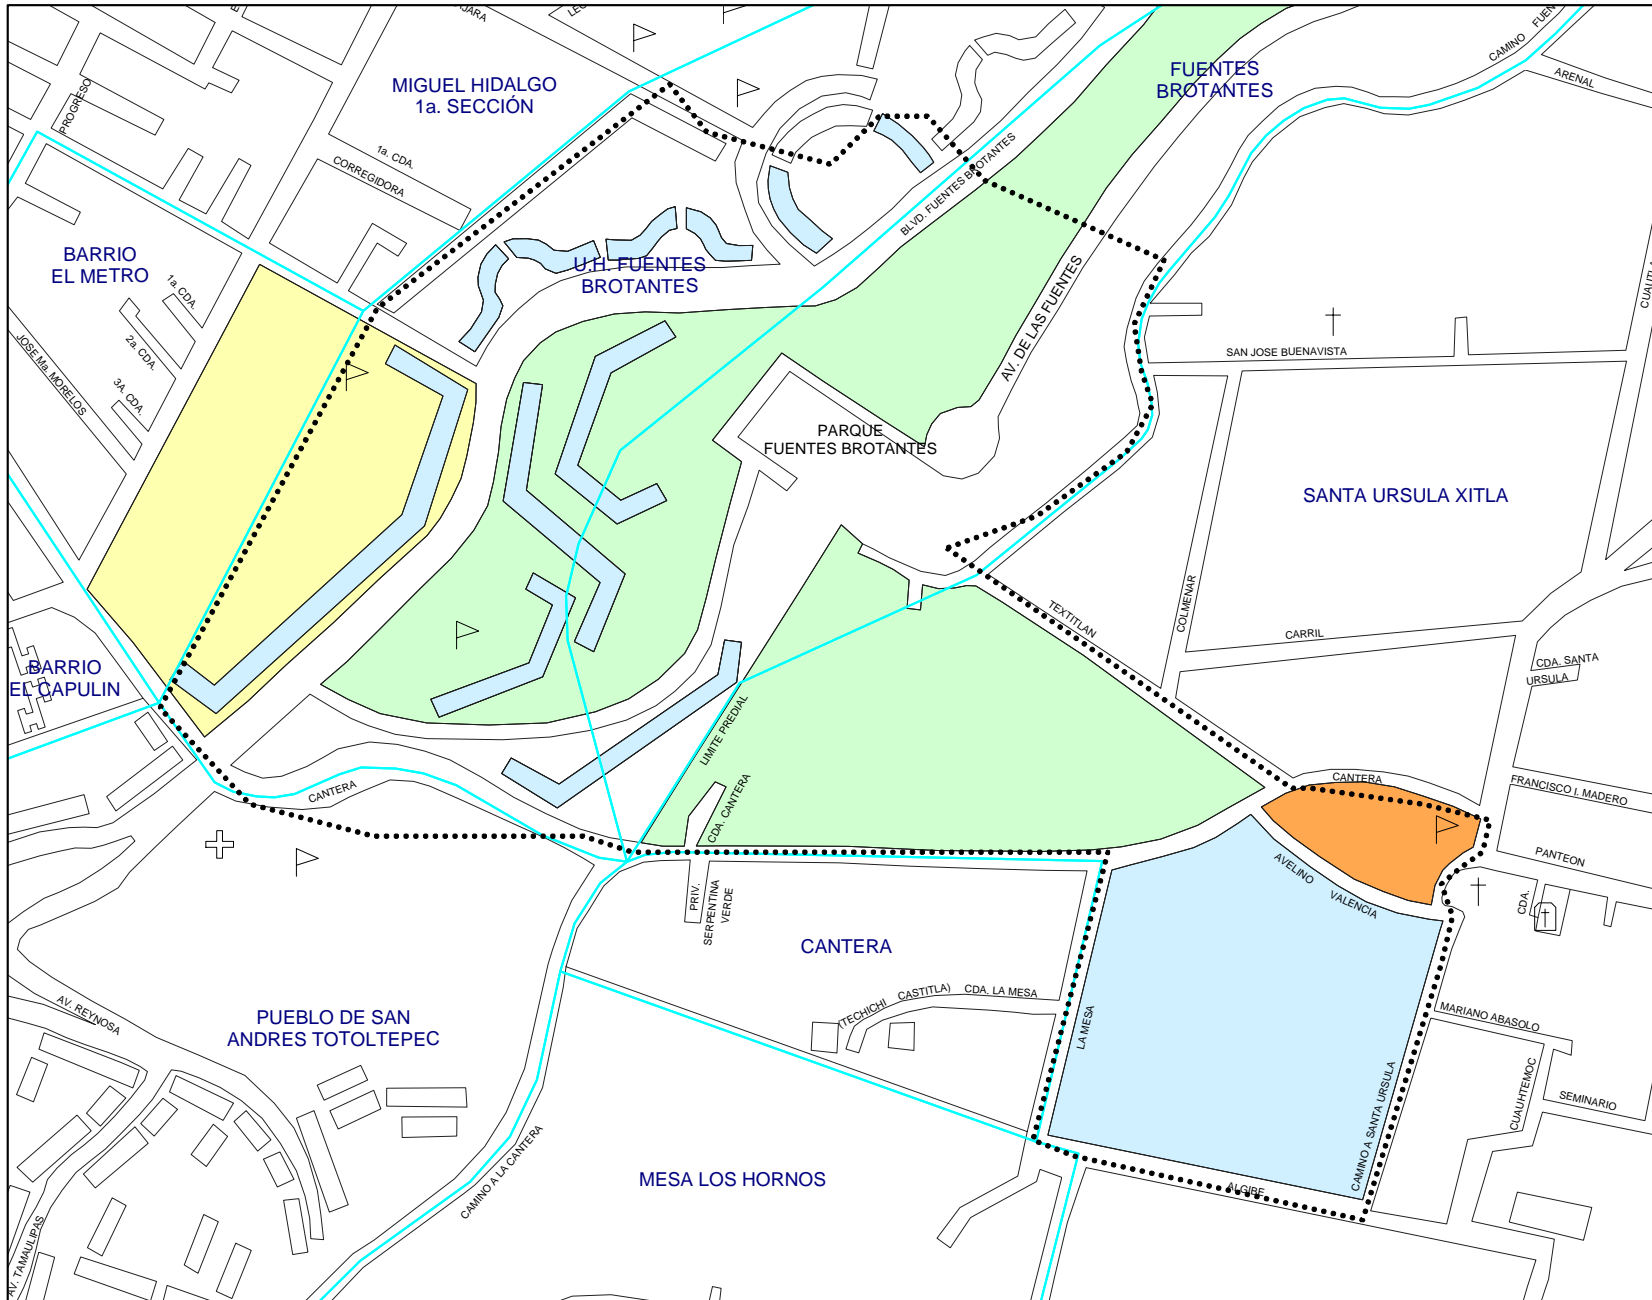 MIGUEL HIDALGO
1a. SECCIÓN
FUENTES
BROTANTES
CAMINO
ARENAL
PROGRESO
1a. CDA.
CORREGIDORA
BLVD. FUENTES BROTANTES
BARRIO
EL METRO
1a. CDA.
2a. CDA.
3A. CDA.
JOSE Ma. MORELOS
U.H. FUENTES
BROTANTES
AV. DE LAS FUENTES
SAN JOSE BUENAVISTA
PARQUE
FUENTES BROTANTES
SANTA URSULA XITLA
COLMENAR
TEXTITLAN
CARRIL
CDA. SANTA
URSULA
BARRIO
EL CAPULIN
LIMITE PREDIAL
CANTERA
CDA. CANTERA
CANTERA
FRANCISCO I. MADERO
PANTEON
CDA.
AVELINO VALENCIA
PRIV.
SERPENTINA
VERDE
CANTERA
(TECHICHI CASTITLA) CDA. LA MESA
LA MESA
MARIANO ABASOLO
AV. REYNOSA
PUEBLO DE SAN
ANDRES TOTOLTEPEC
CUAUHTEMOC
SEMINARIO
CAMINO A SANTA URSULA
CAMINO A LA CANTERA
MESA LOS HORNOS
ALGIBE
AV. TAMAULIPAS